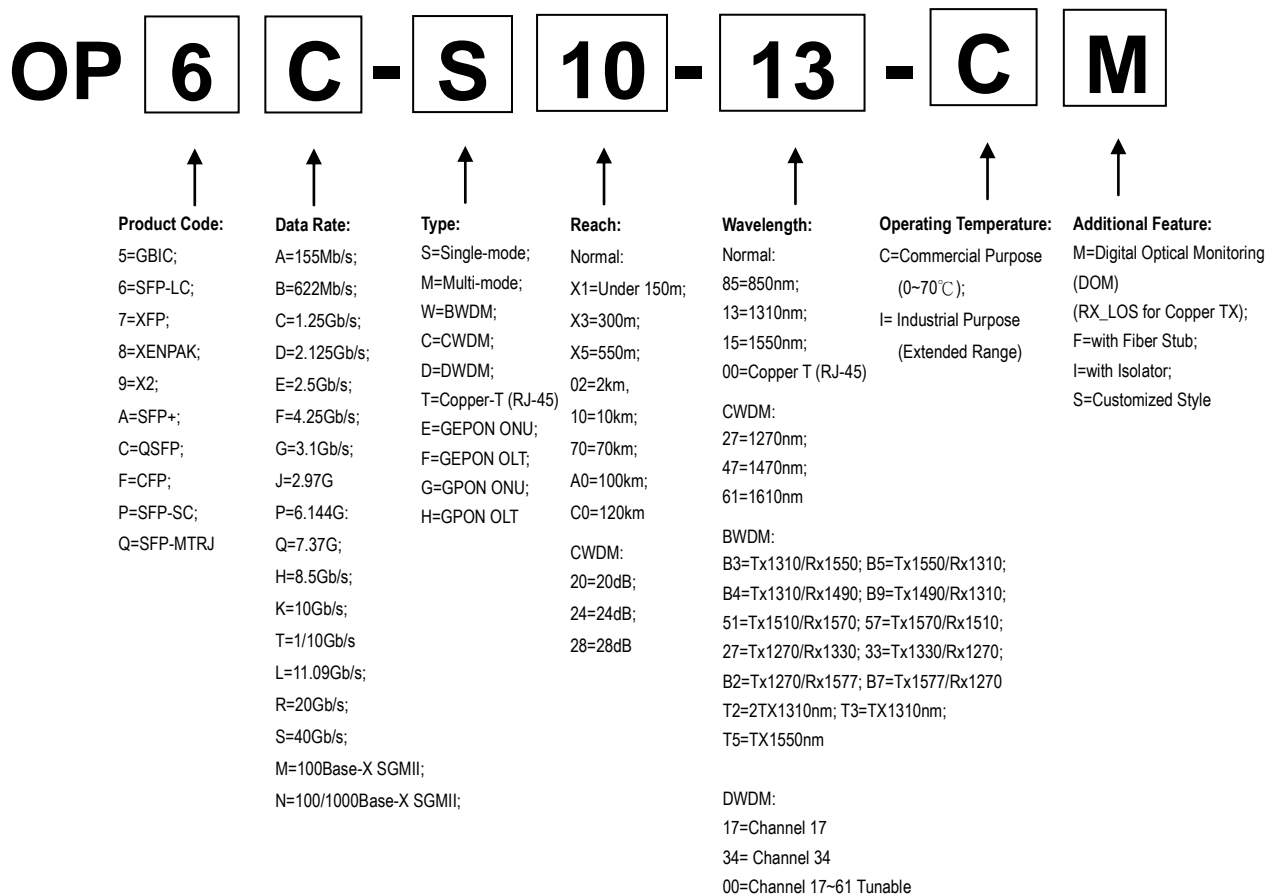 OP 6 C - S 10 - 13 - C M
Product Code:
5=GBIC;
6=SFP-LC;
7=XFP;
8=XENPAK;
9=X2;
A=SFP+;
C=QSFP;
F=CFP;
P=SFP-SC;
Q=SFP-MTRJ
Data Rate:
A=155Mb/s;
B=622Mb/s;
C=1.25Gb/s;
D=2.125Gb/s;
E=2.5Gb/s;
F=4.25Gb/s;
G=3.1Gb/s;
J=2.97G
P=6.144G:
Q=7.37G;
H=8.5Gb/s;
K=10Gb/s;
T=1/10Gb/s
L=11.09Gb/s;
R=20Gb/s;
S=40Gb/s;
M=100Base-X SGMII;
N=100/1000Base-X SGMII;
Type:
S=Single-mode;
M=Multi-mode;
W=BWDM;
C=CWDM;
D=DWDM;
T=Copper-T (RJ-45)
E=GEPON ONU;
F=GEPON OLT;
G=GPON ONU;
H=GPON OLT
Reach:
Normal:
X1=Under 150m;
X3=300m;
X5=550m;
02=2km,
10=10km;
70=70km;
A0=100km;
C0=120km
CWDM:
20=20dB;
24=24dB;
28=28dB
Wavelength:
Normal:
85=850nm;
13=1310nm;
15=1550nm;
00=Copper T (RJ-45)
CWDM:
27=1270nm;
47=1470nm;
61=1610nm
BWDM:
B3=Tx1310/Rx1550; B5=Tx1550/Rx1310;
B4=Tx1310/Rx1490; B9=Tx1490/Rx1310;
51=Tx1510/Rx1570; 57=Tx1570/Rx1510;
27=Tx1270/Rx1330; 33=Tx1330/Rx1270;
B2=Tx1270/Rx1577; B7=Tx1577/Rx1270
T2=2TX1310nm; T3=TX1310nm;
T5=TX1550nm
DWDM:
17=Channel 17
34= Channel 34
00=Channel 17~61 Tunable
Operating Temperature:
C=Commercial Purpose
(0~70℃);
I= Industrial Purpose
(Extended Range)
Additional Feature:
M=Digital Optical Monitoring
(DOM)
(RX_LOS for Copper TX);
F=with Fiber Stub;
I=with Isolator;
S=Customized Style